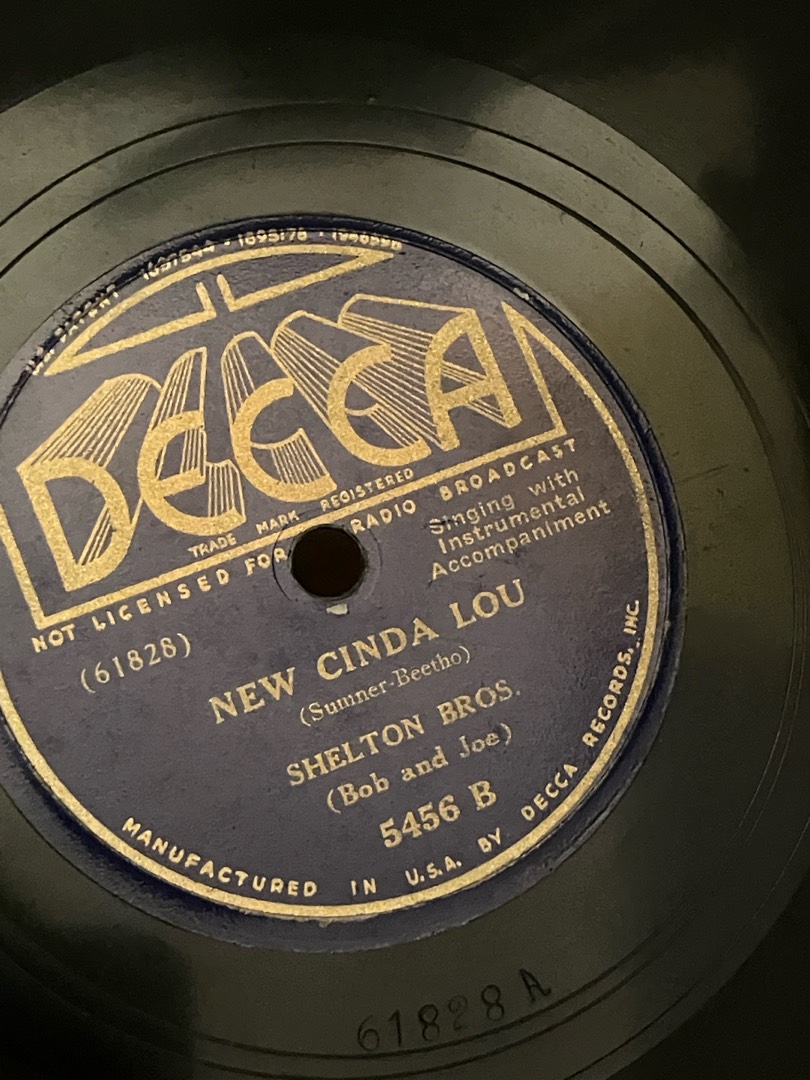 DECCA
TRADE MARK REGISTERED
NOT LICENSED FOR RADIO BROADCAST
Singing with
Instrumental
Accompaniment
(61828)
NEW CINDA LOU
(Sumner-Beetho)
SHELTON BROS.
(Bob and Joe)
5456 B
MANUFACTURED IN U.S.A. BY DECCA RECORDS, INC.
61828 A